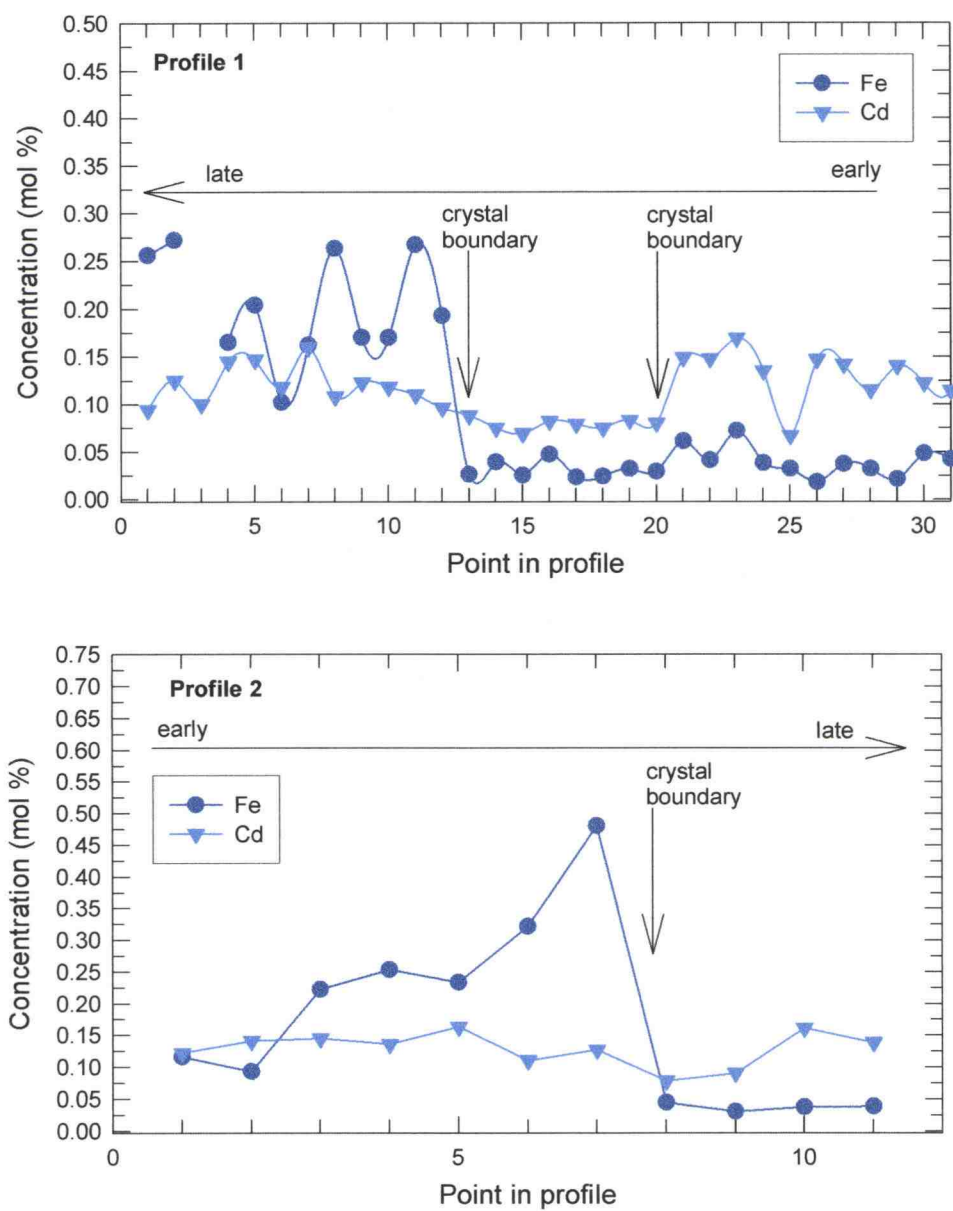 0.50
0.45
0.40
0.35
0.30
0.25
0.20
0.15
0.10
0.05
0.00
Concentration (mol %)
Profile 1
Fe
Cd
late
early
crystal
boundary
crystal
boundary
0 5 10 15 20 25 30
Point in profile
0.75
0.70
0.65
0.60
0.55
0.50
0.45
0.40
0.35
0.30
0.25
0.20
0.15
0.10
0.05
0.00
Concentration (mol %)
Profile 2
early
late
Fe
Cd
crystal
boundary
0 5 10
Point in profile